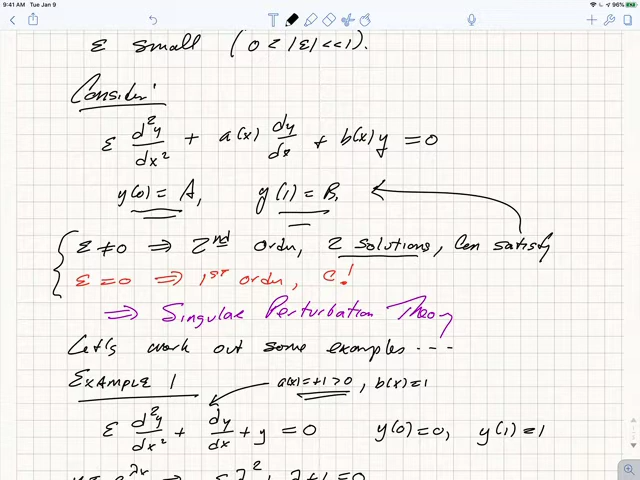 9:41 AM Tue Jan 9
96%
ε small (0 < |ε| << 1).
Consider:
ε d²y/dx² + a(x) dy/dx + b(x)y = 0
y(0) = A, y(1) = B,
ε ≠ 0 ⇒ 2nd order, 2 solutions, can satisfy
ε = 0 ⇒ 1st order, C!
⇒ Singular Perturbation Theory
Let's work out some examples ---
Example 1
a(x) = +1 > 0, b(x) = 1
ε d²y/dx² + dy/dx + y = 0 y(0) = 0, y(1) = 1